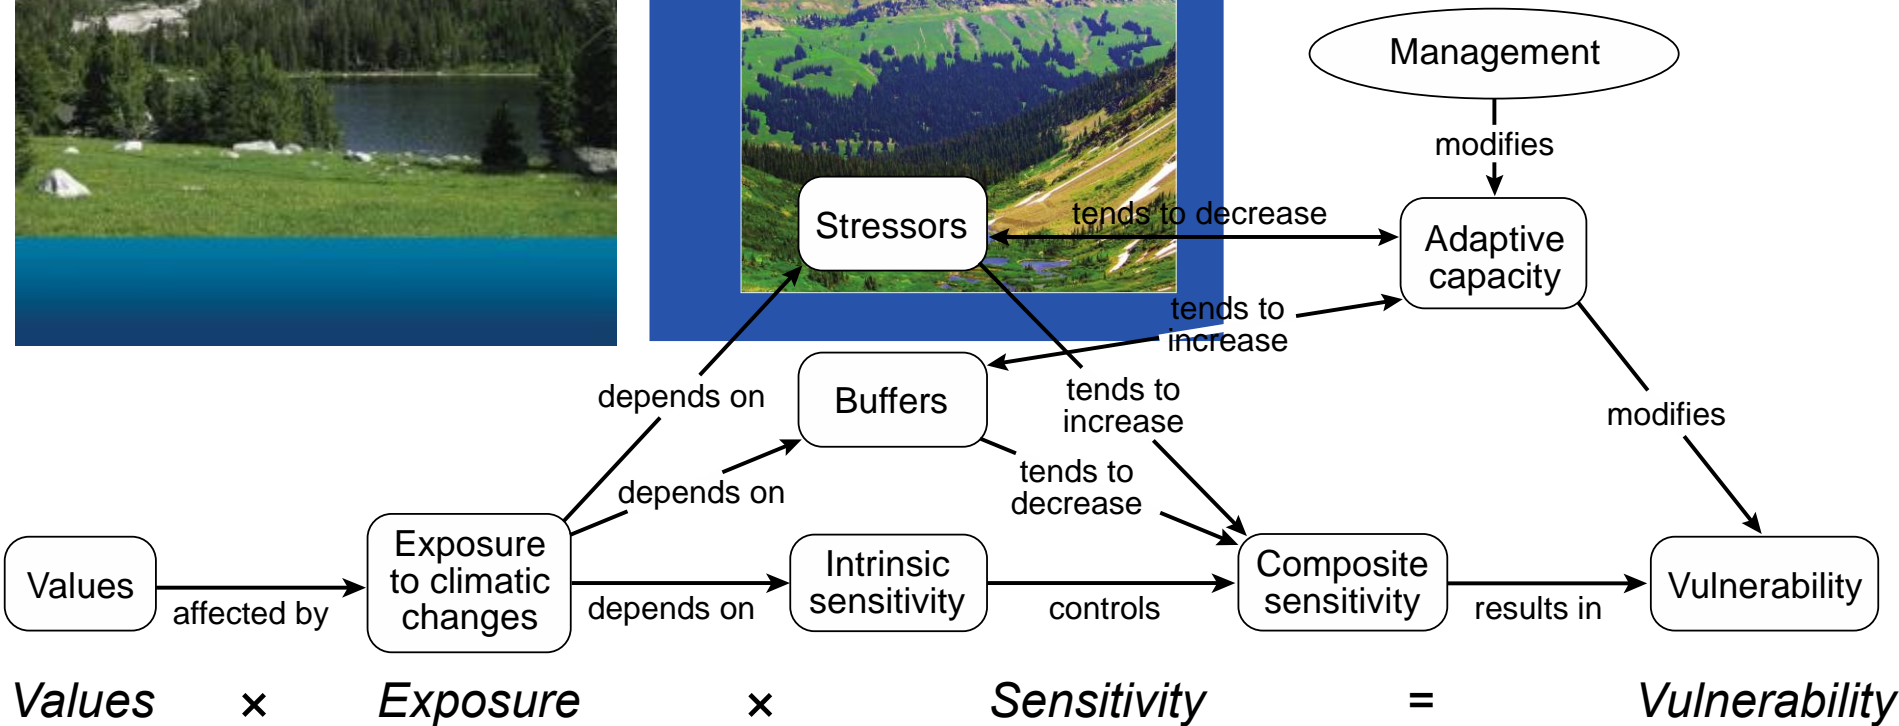 Management
modifies
Stressors
tends to decrease
Adaptive
capacity
tends to
increase
depends on
Buffers
tends to
increase
modifies
depends on
tends to
decrease
Values
affected by
Exposure
to climatic
changes
depends on
Intrinsic
sensitivity
controls
Composite
sensitivity
results in
Vulnerability
Values × Exposure × Sensitivity = Vulnerability